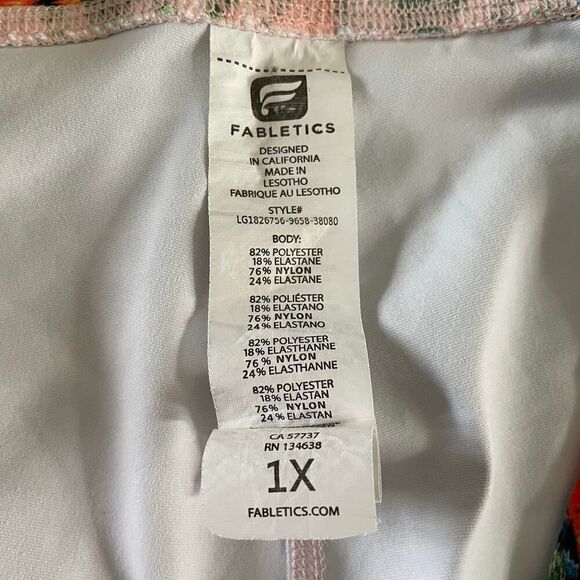 FABLETICS
DESIGNED
IN CALIFORNIA
MADE IN
LESOTHO
FABRIQUE AU LESOTHO
STYLE#
LG1826756-9658-38080
BODY:
82% POLYESTER
18% ELASTANE
76% NYLON
24% ELASTANE
82% POLIÉSTER
18% ELASTANO
76% NYLON
24% ELASTANO
82% POLYESTER
18% ELASTHANNE
76% NYLON
24% ELASTHANNE
82% POLYESTER
18% ELASTAN
76% NYLON
24% ELASTAN
CA 57737
RN 134638
1X
FABLETICS.COM